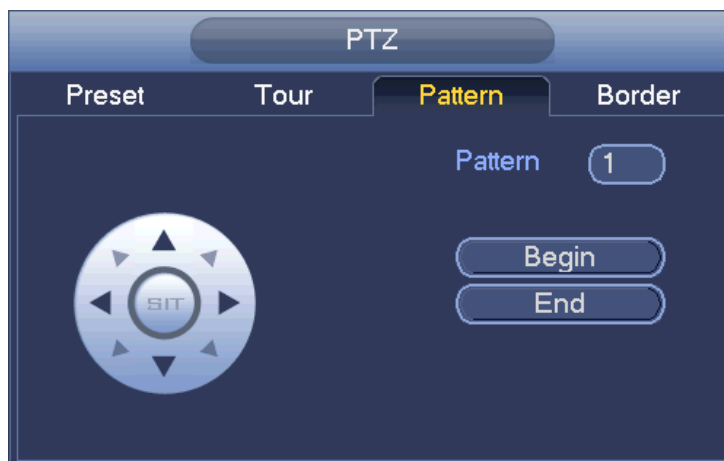 PTZ
Preset Tour Pattern Border
Pattern 1
Begin
SIT
End